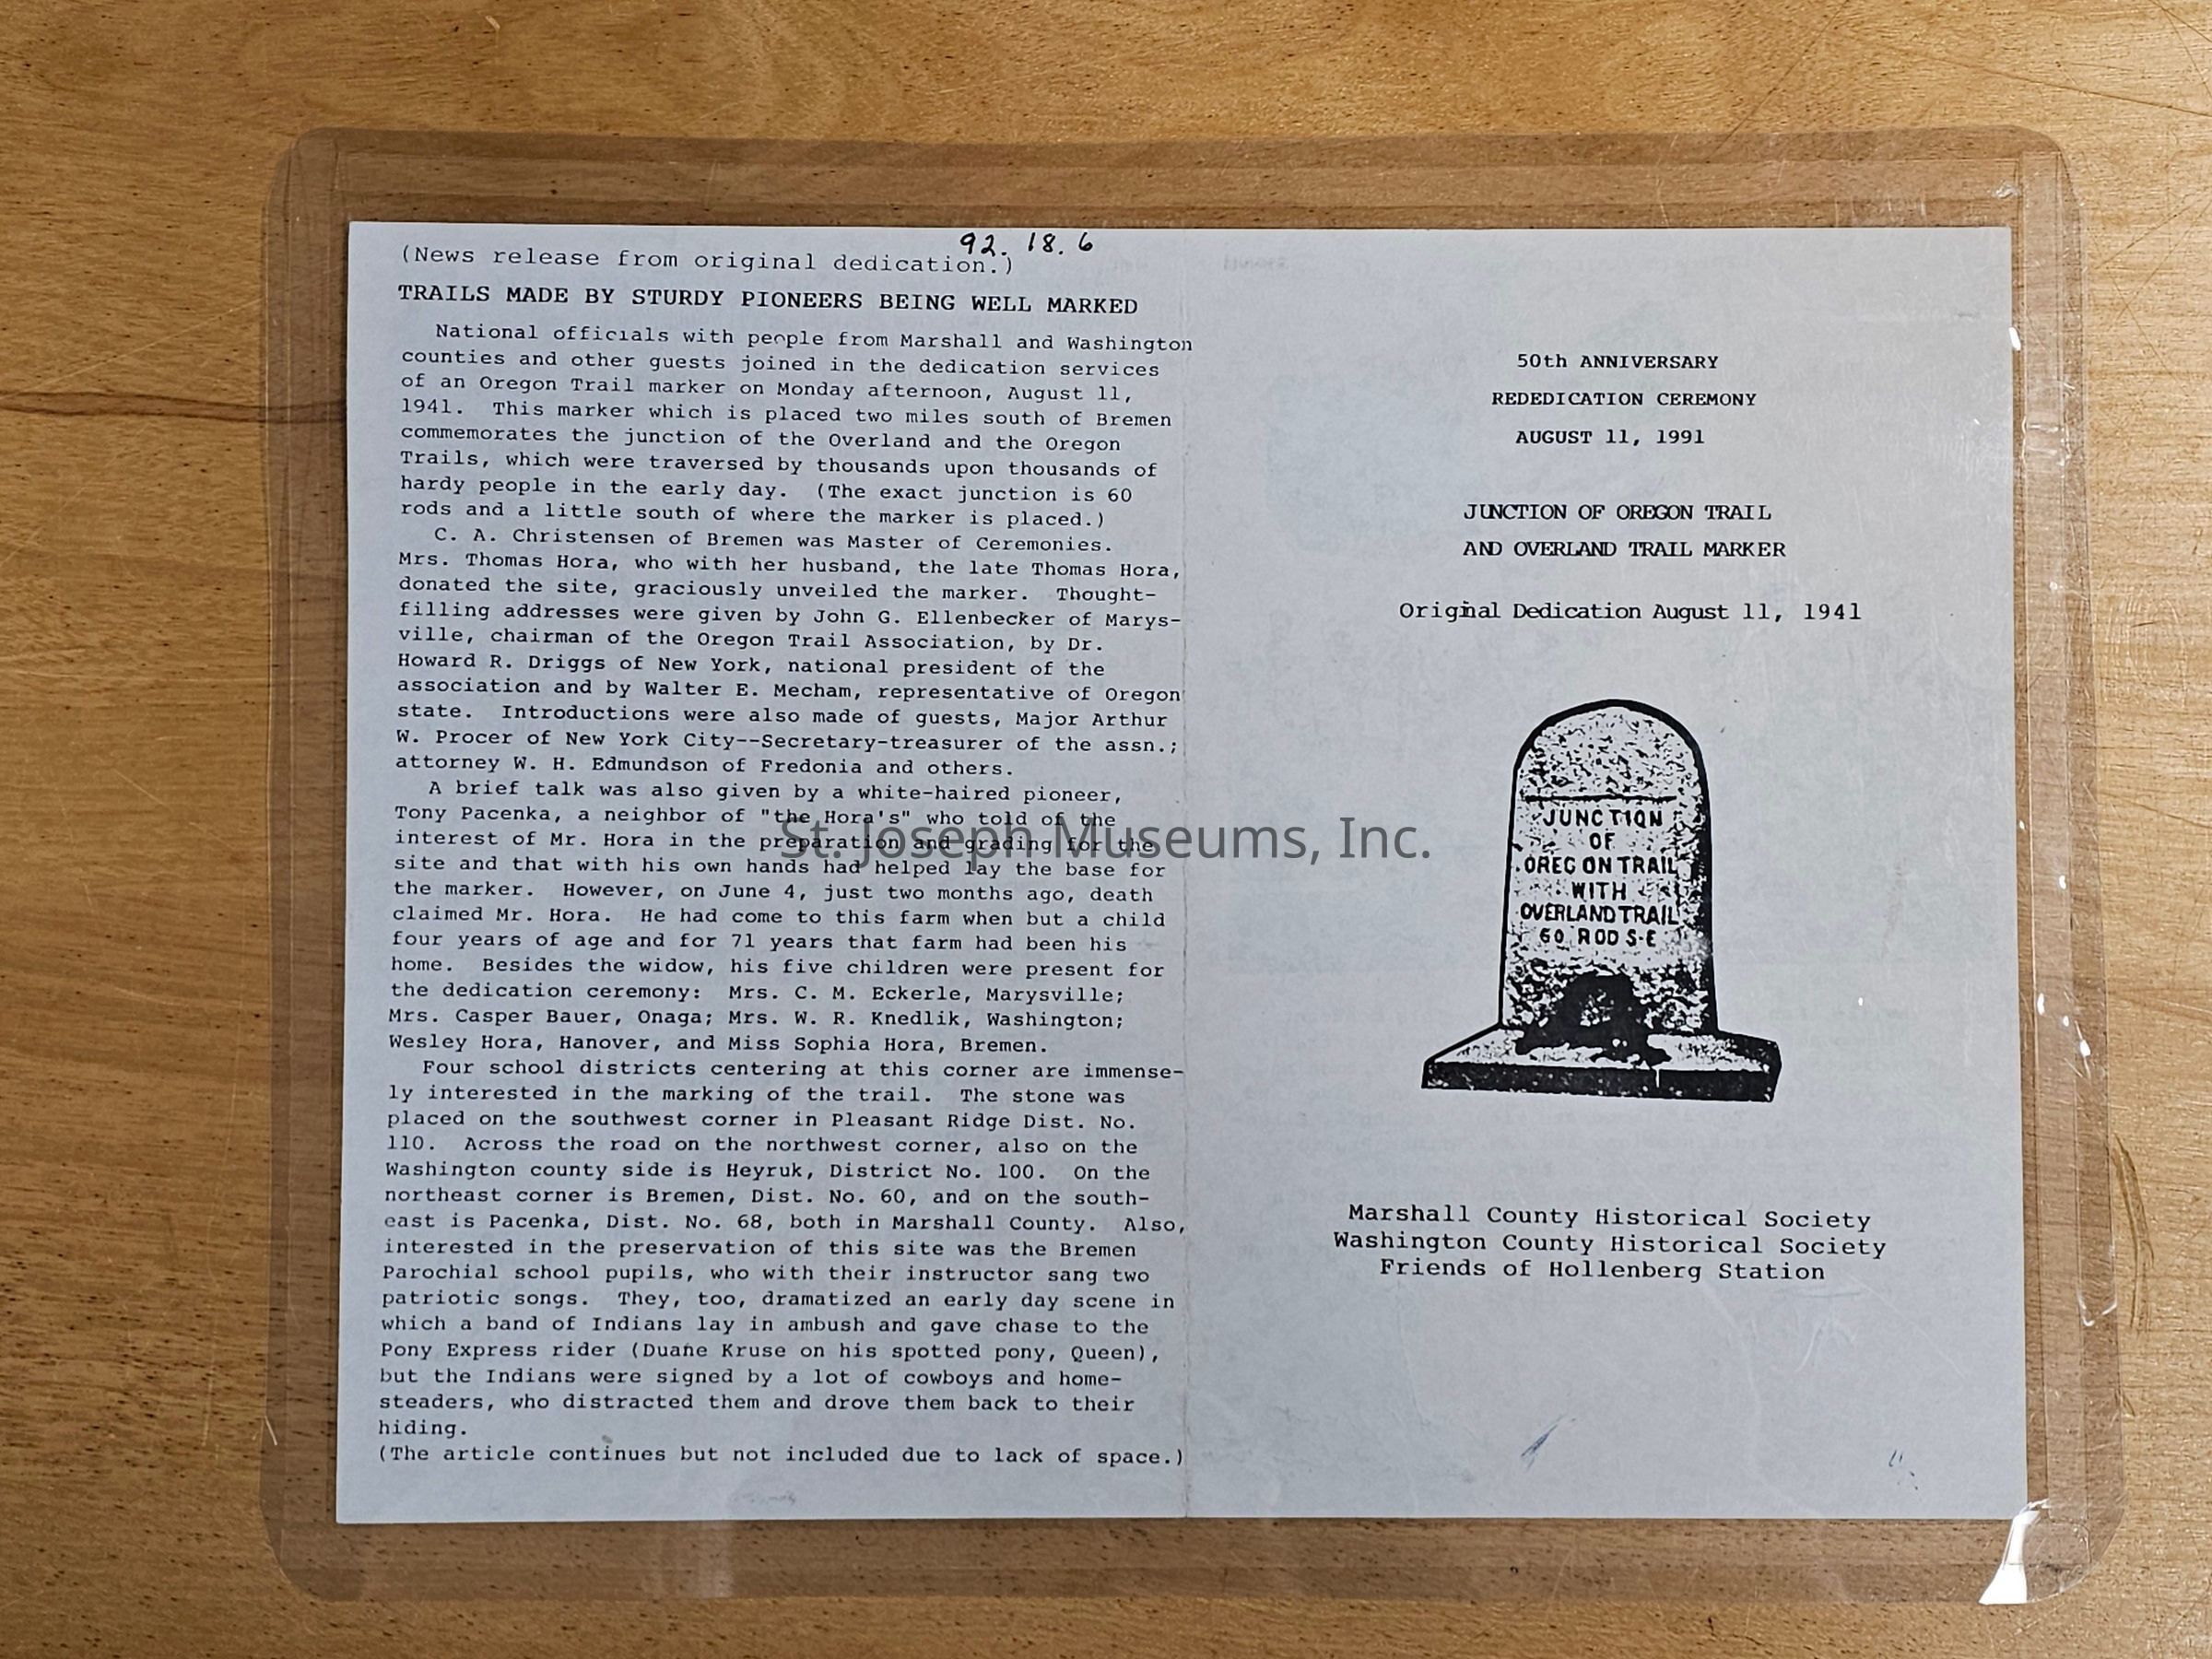 92. 18. 6
(News release from original dedication.)
TRAILS MADE BY STURDY PIONEERS BEING WELL MARKED
National officials with people from Marshall and Washington
counties and other guests joined in the dedication services
of an Oregon Trail marker on Monday afternoon, August 11,
1941. This marker which is placed two miles south of Bremen
commemorates the junction of the Overland and the Oregon
Trails, which were traversed by thousands upon thousands of
hardy people in the early day. (The exact junction is 60
rods and a little south of where the marker is placed.)
C. A. Christensen of Bremen was Master of Ceremonies.
Mrs. Thomas Hora, who with her husband, the late Thomas Hora,
donated the site, graciously unveiled the marker. Thought-
filling addresses were given by John G. Ellenbecker of Marys-
ville, chairman of the Oregon Trail Association, by Dr.
Howard R. Driggs of New York, national president of the
association and by Walter E. Mecham, representative of Oregon
state. Introductions were also made of guests, Major Arthur
W. Procer of New York City--Secretary-treasurer of the assn.;
attorney W. H. Edmundson of Fredonia and others.
A brief talk was also given by a white-haired pioneer,
Tony Pacenka, a neighbor of "the Hora's" who told of the
interest of Mr. Hora in the preparation and grading for the
site and that with his own hands had helped lay the base for
the marker. However, on June 4, just two months ago, death
claimed Mr. Hora. He had come to this farm when but a child
four years of age and for 71 years that farm had been his
home. Besides the widow, his five children were present for
the dedication ceremony: Mrs. C. M. Eckerle, Marysville;
Mrs. Casper Bauer, Onaga; Mrs. W. R. Knedlik, Washington;
Wesley Hora, Hanover, and Miss Sophia Hora, Bremen.
Four school districts centering at this corner are immense-
ly interested in the marking of the trail. The stone was
placed on the southwest corner in Pleasant Ridge Dist. No.
110. Across the road on the northwest corner, also on the
Washington county side is Heyruk, District No. 100. On the
northeast corner is Bremen, Dist. No. 60, and on the south-
east is Pacenka, Dist. No. 68, both in Marshall County. Also,
interested in the preservation of this site was the Bremen
Parochial school pupils, who with their instructor sang two
patriotic songs. They, too, dramatized an early day scene in
which a band of Indians lay in ambush and gave chase to the
Pony Express rider (Duane Kruse on his spotted pony, Queen),
but the Indians were signed by a lot of cowboys and home-
steaders, who distracted them and drove them back to their
hiding.
(The article continues but not included due to lack of space.)
50th ANNIVERSARY
REDEDICATION CEREMONY
AUGUST 11, 1991
JUNCTION OF OREGON TRAIL
AND OVERLAND TRAIL MARKER
Original Dedication August 11, 1941
JUNCTION
OF
OREGON TRAIL
WITH
OVERLAND TRAIL
60 ROD S-E
Marshall County Historical Society
Washington County Historical Society
Friends of Hollenberg Station
St. Joseph Museums, Inc.